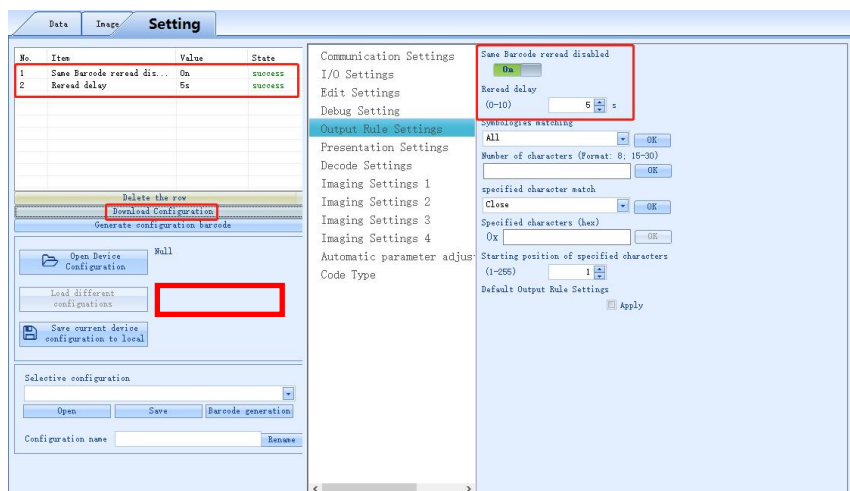 Data Image Setting
No. Item Value State
1 Same Barcode reread dis... On success
2 Reread delay 5s success
Delete the row
Download Configuration
Generate configuration barcode
Open Device
Configuration
Null
Load different
configuations
Save current device
configuration to local
Selective configuration
Open Save Barcode generation
Configuration name Rename
Communication Settings
I/O Settings
Edit Settings
Debug Setting
Output Rule Settings
Presentation Settings
Decode Settings
Imaging Settings 1
Imaging Settings 2
Imaging Settings 3
Imaging Settings 4
Automatic parameter adjus
Code Type
Same Barcode reread disabled
On
Reread delay
(0-10) 5 s
Symbologies matching
All OK
Number of characters (Format: 8; 15-30)
OK
specified character match
Close OK
Specified characters (hex)
0x OK
Starting position of specified characters
(1-255) 1
Default Output Rule Settings
Apply